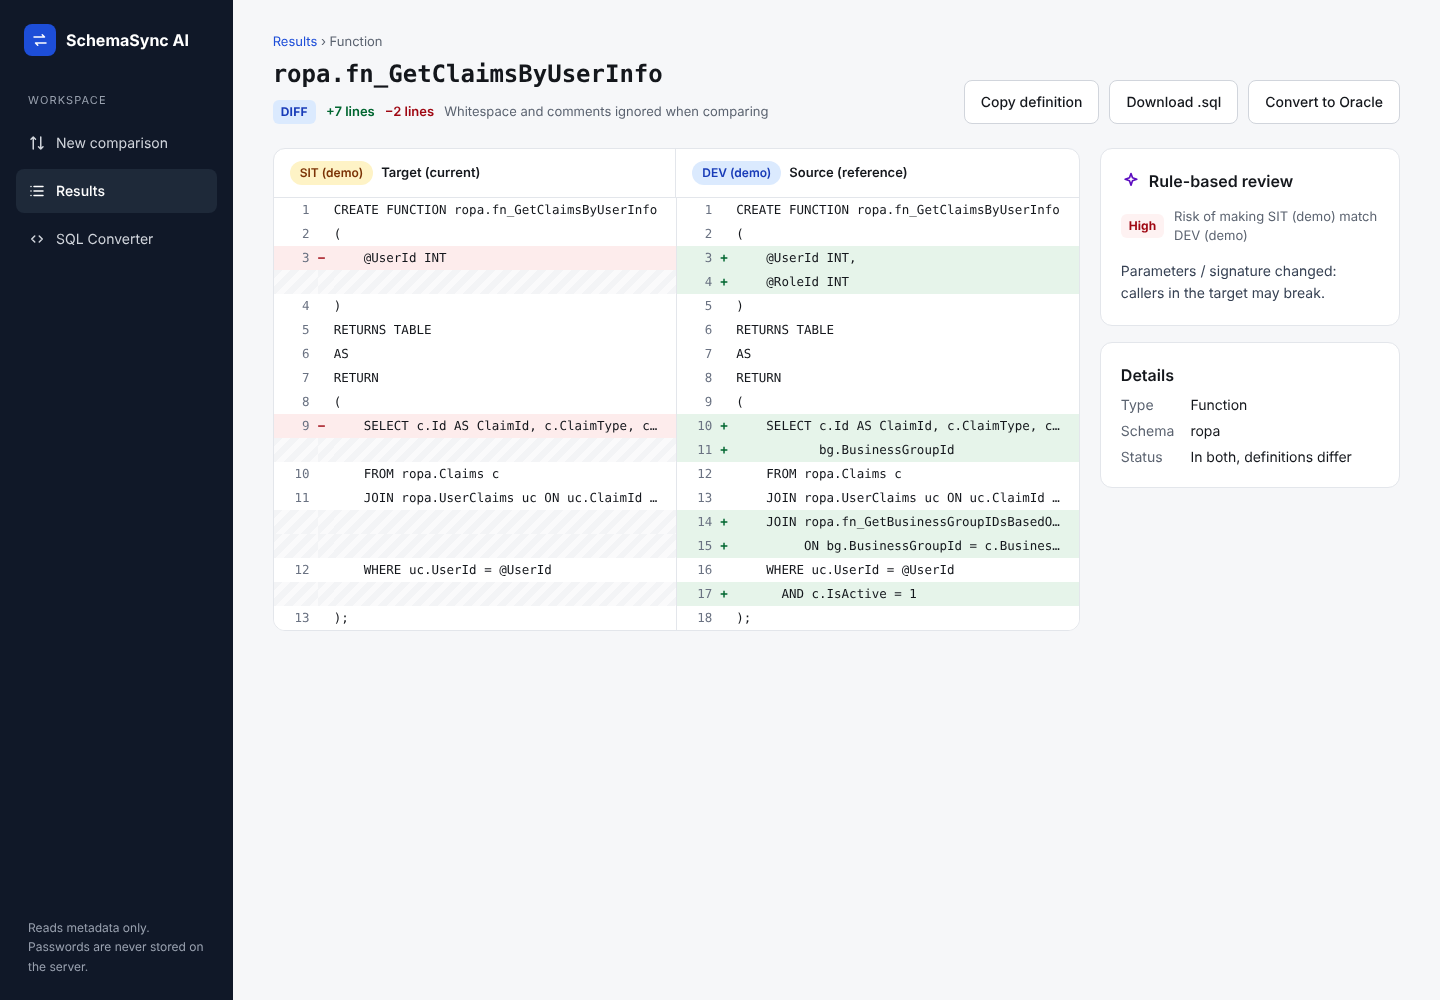 SchemaSync AI
WORKSPACE
New comparison
Results
SQL Converter
Reads metadata only.
Passwords are never stored on
the server.
Results › Function
ropa.fn_GetClaimsByUserInfo
DIFF +7 lines −2 lines Whitespace and comments ignored when comparing
Copy definition
Download .sql
Convert to Oracle
SIT (demo) Target (current)
1 CREATE FUNCTION ropa.fn_GetClaimsByUserInfo
2 (
3 − @UserId INT
4 )
5 RETURNS TABLE
6 AS
7 RETURN
8 (
9 − SELECT c.Id AS ClaimId, c.ClaimType, c…
10 FROM ropa.Claims c
11 JOIN ropa.UserClaims uc ON uc.ClaimId …
12 WHERE uc.UserId = @UserId
13 );
DEV (demo) Source (reference)
1 CREATE FUNCTION ropa.fn_GetClaimsByUserInfo
2 (
3 + @UserId INT,
4 + @RoleId INT
5 )
6 RETURNS TABLE
7 AS
8 RETURN
9 (
10 + SELECT c.Id AS ClaimId, c.ClaimType, c…
11 + bg.BusinessGroupId
12 FROM ropa.Claims c
13 JOIN ropa.UserClaims uc ON uc.ClaimId …
14 + JOIN ropa.fn_GetBusinessGroupIDsBasedO…
15 + ON bg.BusinessGroupId = c.Busines…
16 WHERE uc.UserId = @UserId
17 + AND c.IsActive = 1
18 );
Rule-based review
High
Risk of making SIT (demo) match
DEV (demo)
Parameters / signature changed:
callers in the target may break.
Details
Type Function
Schema ropa
Status In both, definitions differ